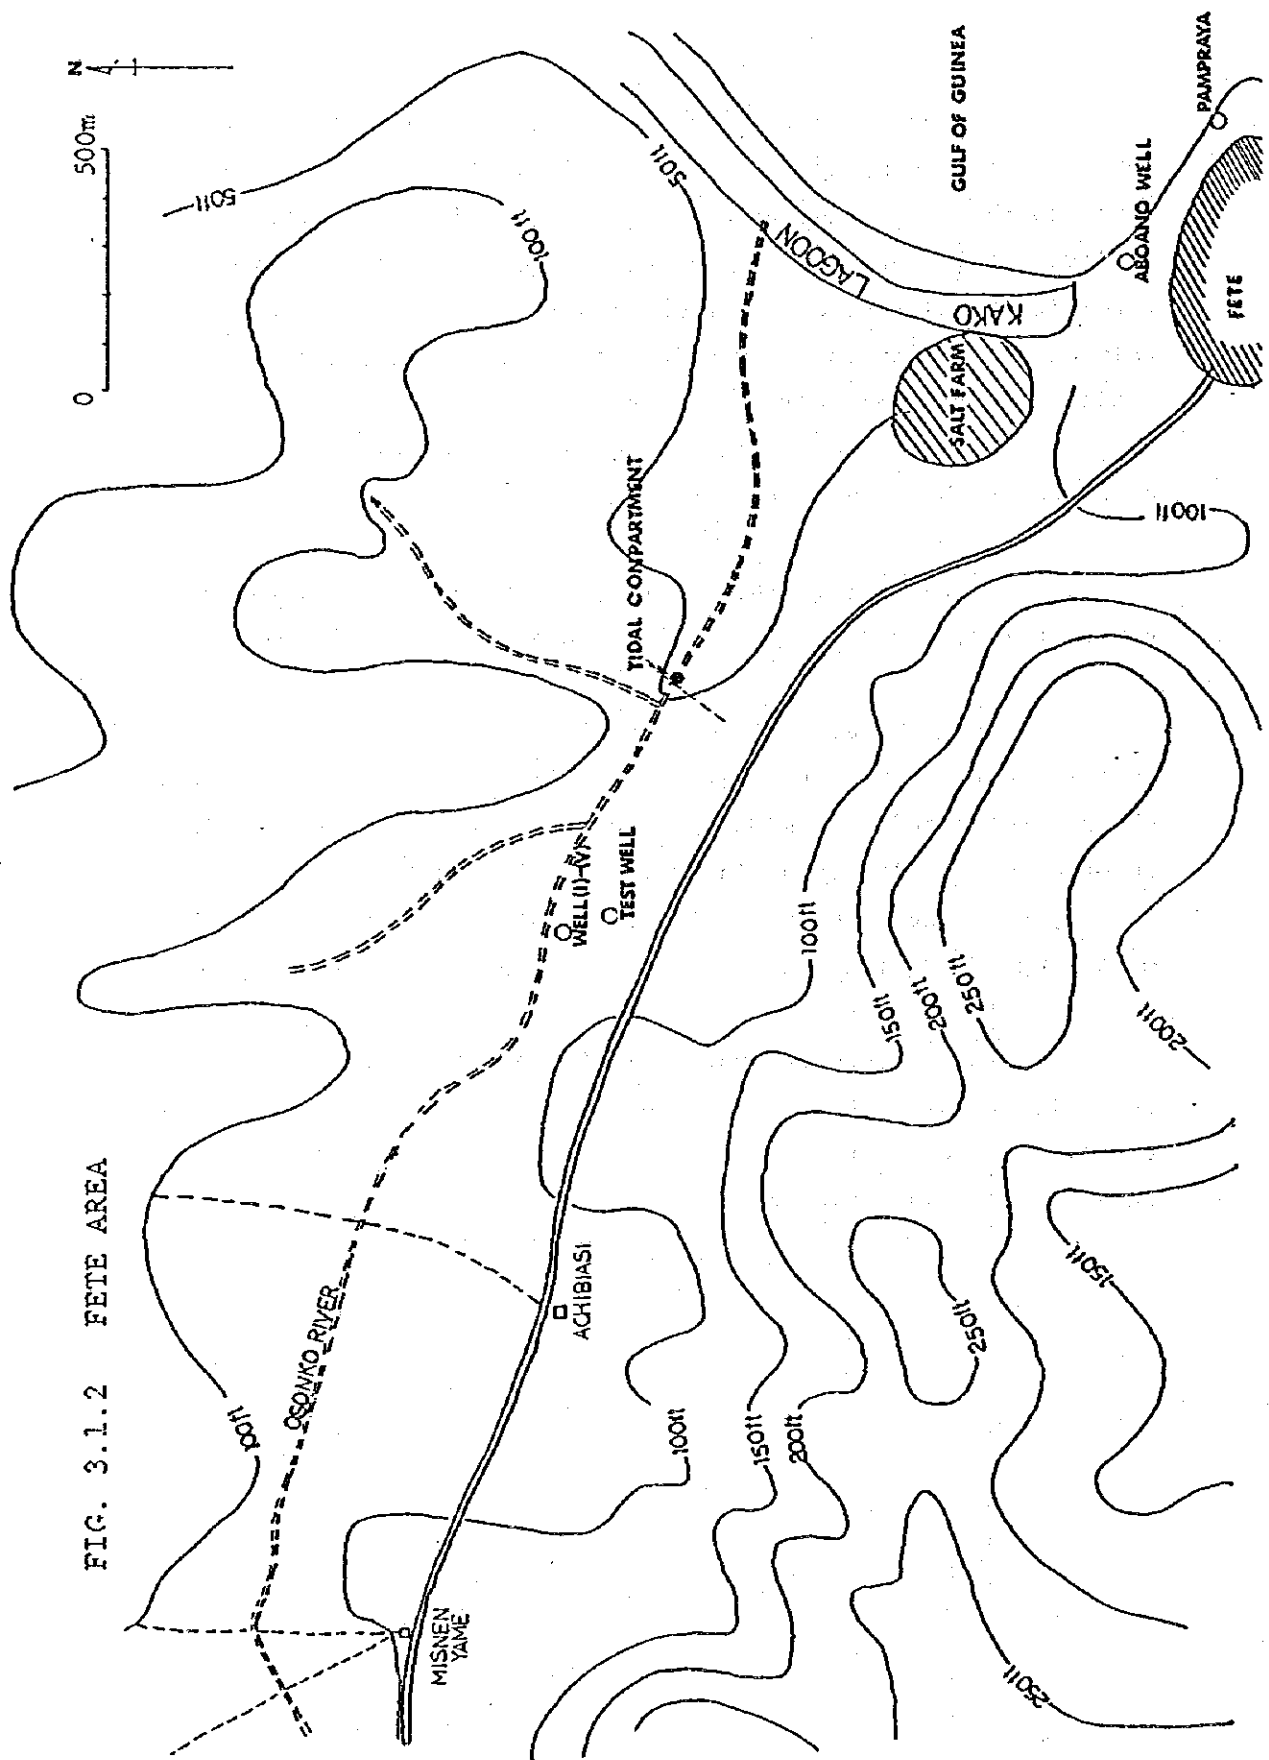 FIG. 3.1.2 FETE AREA
0 500m
N
50ft
100ft
50ft
100ft
OSONKO RIVER
MISNEN
YAME
ACHIBIASI
WELL(I)-(V)
TEST WELL
TIDAL COMPARTMENT
LAGOON
KAKO
SALT FARM
GULF OF GUINEA
ABOANO WELL
PAMPRAYA
FETE
100ft
100ft
100ft
150ft
200ft
250ft
200ft
150ft
200ft
250ft
150ft
250ft